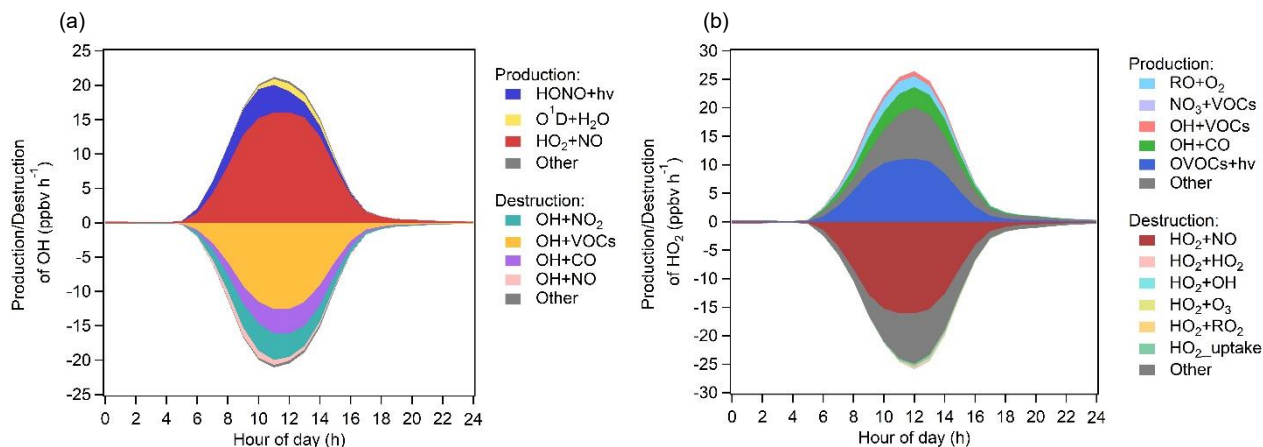 (a)
25
20
15
10
5
0
-5
-10
-15
-20
-25
Production/Destruction
of OH (ppbv h⁻¹)
0 2 4 6 8 10 12 14 16 18 20 22 24
Hour of day (h)
Production:
HONO+hv
O¹D+H₂O
HO₂+NO
Other
Destruction:
OH+NO₂
OH+VOCs
OH+CO
OH+NO
Other
(b)
30
25
20
15
10
5
0
-5
-10
-15
-20
-25
-30
Production/Destruction
of HO₂ (ppbv h⁻¹)
0 2 4 6 8 10 12 14 16 18 20 22 24
Hour of day (h)
Production:
RO+O₂
NO₃+VOCs
OH+VOCs
OH+CO
OVOCs+hv
Other
Destruction:
HO₂+NO
HO₂+HO₂
HO₂+OH
HO₂+O₃
HO₂+RO₂
HO₂_uptake
Other